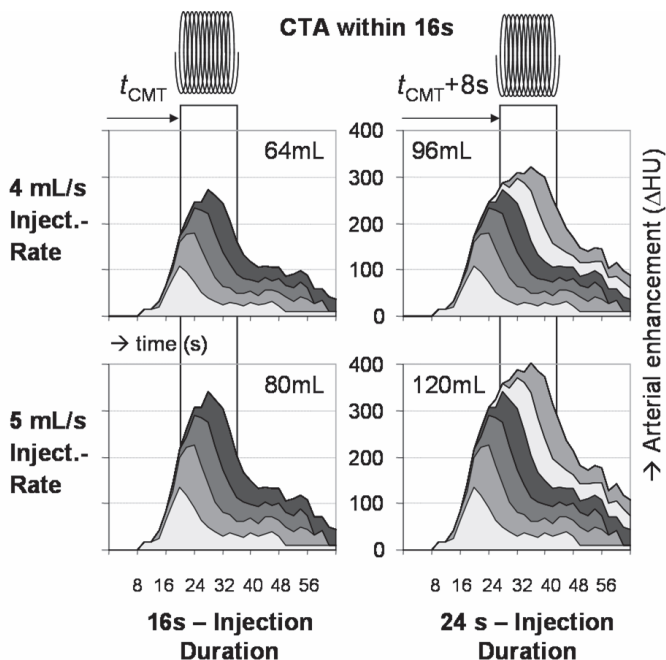 CTA within 16s
tCMT
tCMT+8s
4 mL/s
Inject.-
Rate
64mL
400
300
200
100
0
96mL
→ Arterial enhancement (ΔHU)
→ time (s)
5 mL/s
Inject.-
Rate
80mL
400
300
200
100
0
120mL
8 16 24 32 40 48 56
8 16 24 32 40 48 56
16s – Injection
Duration
24 s – Injection
Duration